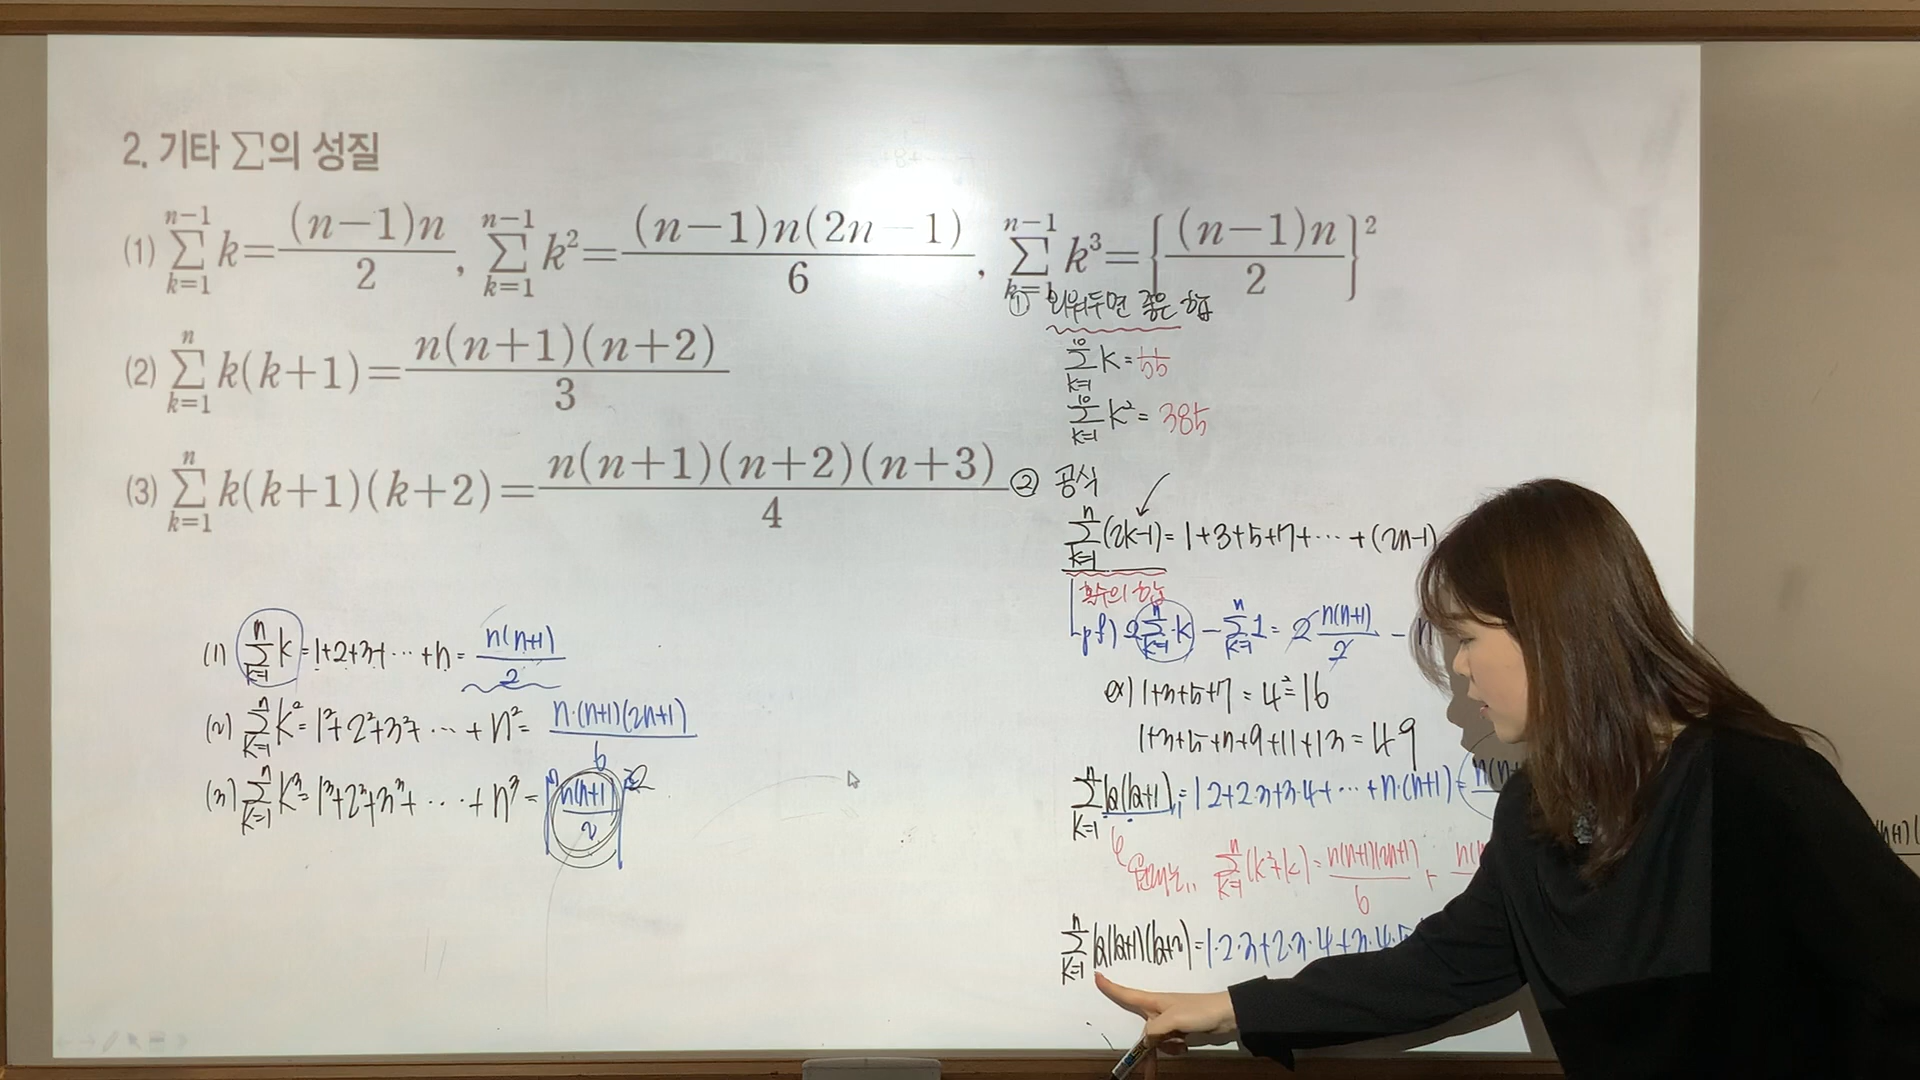 2. 기타 ∑의 성질
(1) ∑_{k=1}^{n-1} k = (n-1)n/2, ∑_{k=1}^{n-1} k² = (n-1)n(2n-1)/6, ∑_{k=1}^{n-1} k³ = {(n-1)n/2}²
(2) ∑_{k=1}^{n} k(k+1) = n(n+1)(n+2)/3
(3) ∑_{k=1}^{n} k(k+1)(k+2) = n(n+1)(n+2)(n+3)/4
(1) ∑_{k=1}^{n} k = 1+2+3+ ⋯ +n = n(n+1)/2
(2) ∑_{k=1}^{n} k² = 1²+2²+3²+ ⋯ +n² = n·(n+1)(2n+1)/6
(3) ∑_{k=1}^{n} k³ = 1³+2³+3³+ ⋯ +n³ = [n(n+1)/2]²
① 외워두면 좋은 합
∑_{k=1}^{10} k = 55
∑_{k=1}^{10} k² = 385
② 공식
∑_{k=1}^{n} (2k-1) = 1+3+5+7+ ⋯ +(2n-1)
홀수의 합
pf) 2∑_{k=1}^{n} k - ∑_{k=1}^{n} 1 = 2 n(n+1)/2 - n
ex) 1+3+5+7 = 4² = 16
1+3+5+7+9+11+13 = 49
∑_{k=1}^{n} k(k+1) = 1·2+2·3+3·4+ ⋯ +n·(n+1) =
∑_{k=1}^{n} (k²+k) = n(n+1)(2n+1)/6 +
∑_{k=1}^{n} k(k+1)(k+2) = 1·2·3+2·3·4+3·4·5